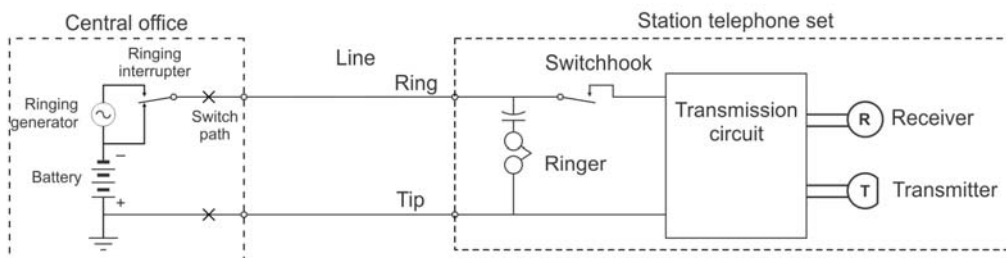 Central office
Station telephone set
Ringing
interrupter
Line
Switchhook
Ring
Ringing
generator
Switch
path
Transmission
circuit
R
Receiver
Ringer
−
Battery
+
Tip
T
Transmitter